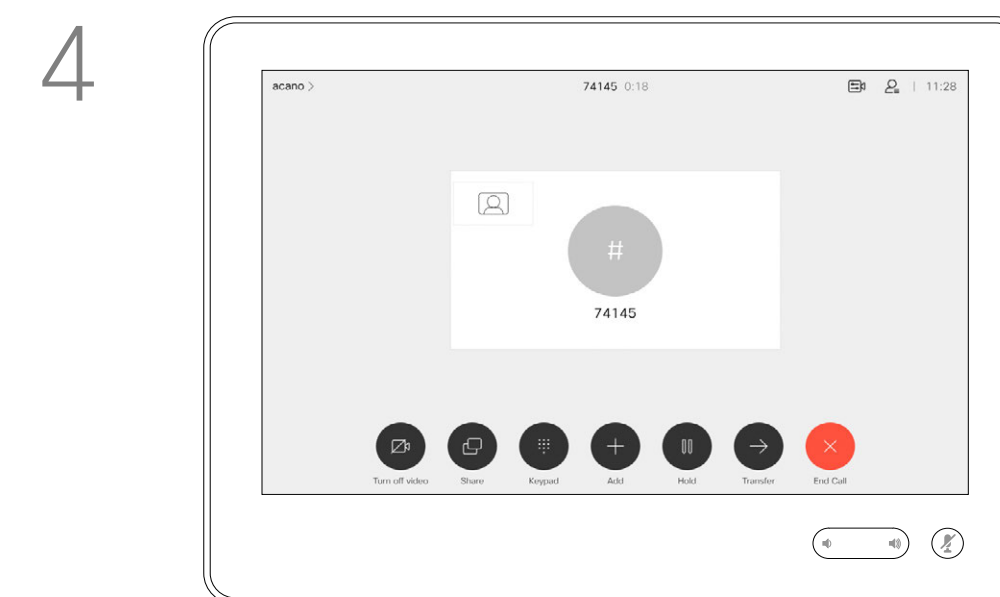 4
acano > 74145 0:18 | 11:28
#
74145
Turn off video Share Keypad Add Hold Transfer End Call